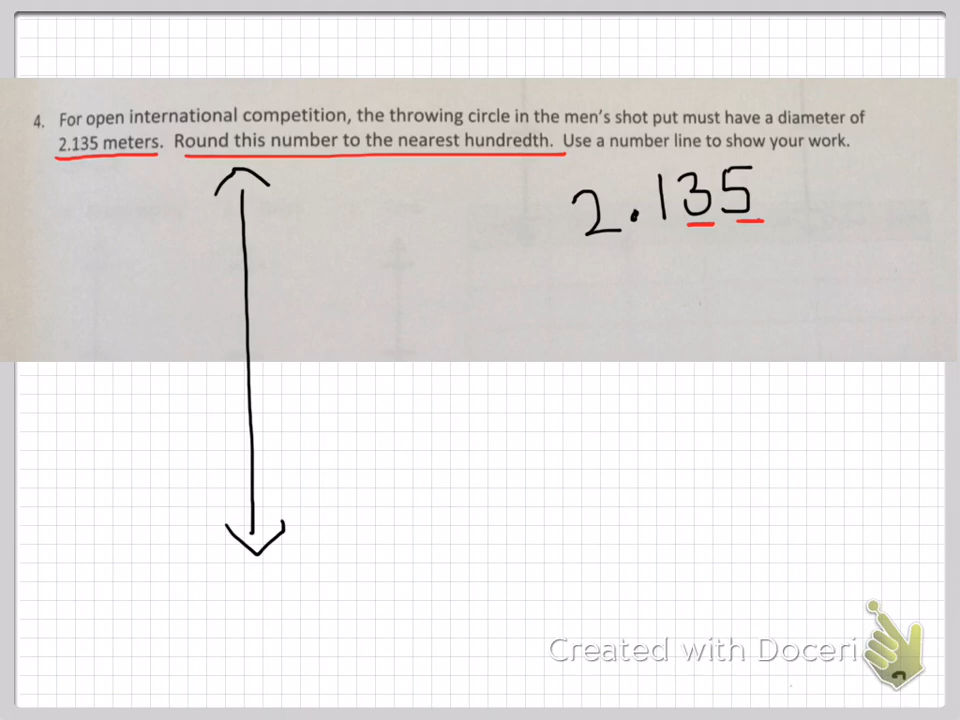 4. For open international competition, the throwing circle in the men's shot put must have a diameter of
2.135 meters. Round this number to the nearest hundredth. Use a number line to show your work.
2.135
Created with Doceri